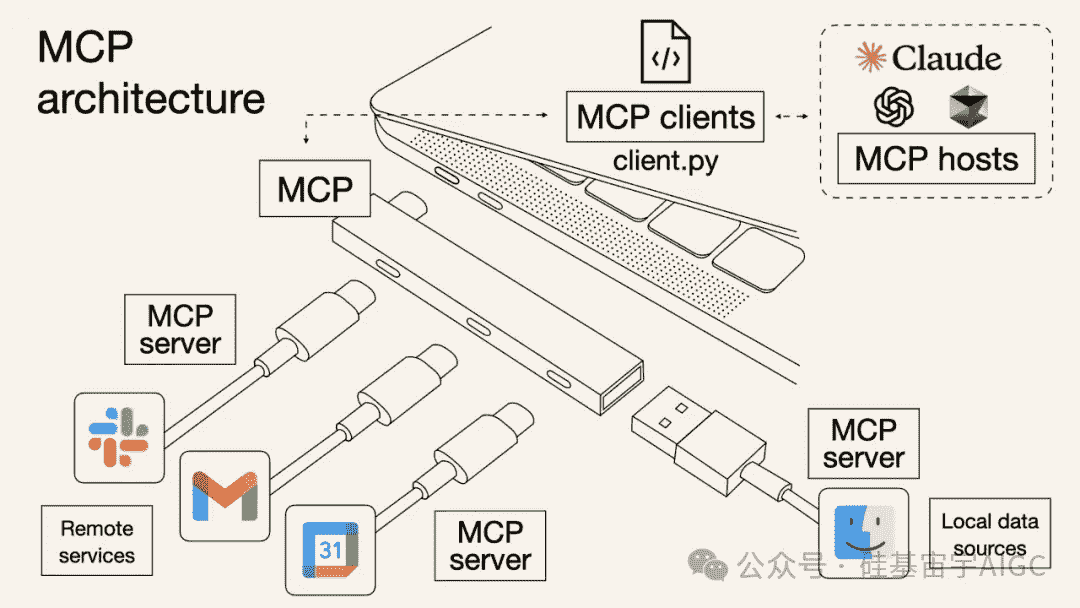 MCP
architecture
MCP clients
client.py
Claude
MCP hosts
MCP
MCP
server
MCP
server
MCP
server
Remote
services
31
Local data
sources
公众号 · 硅基宙宇AIGC